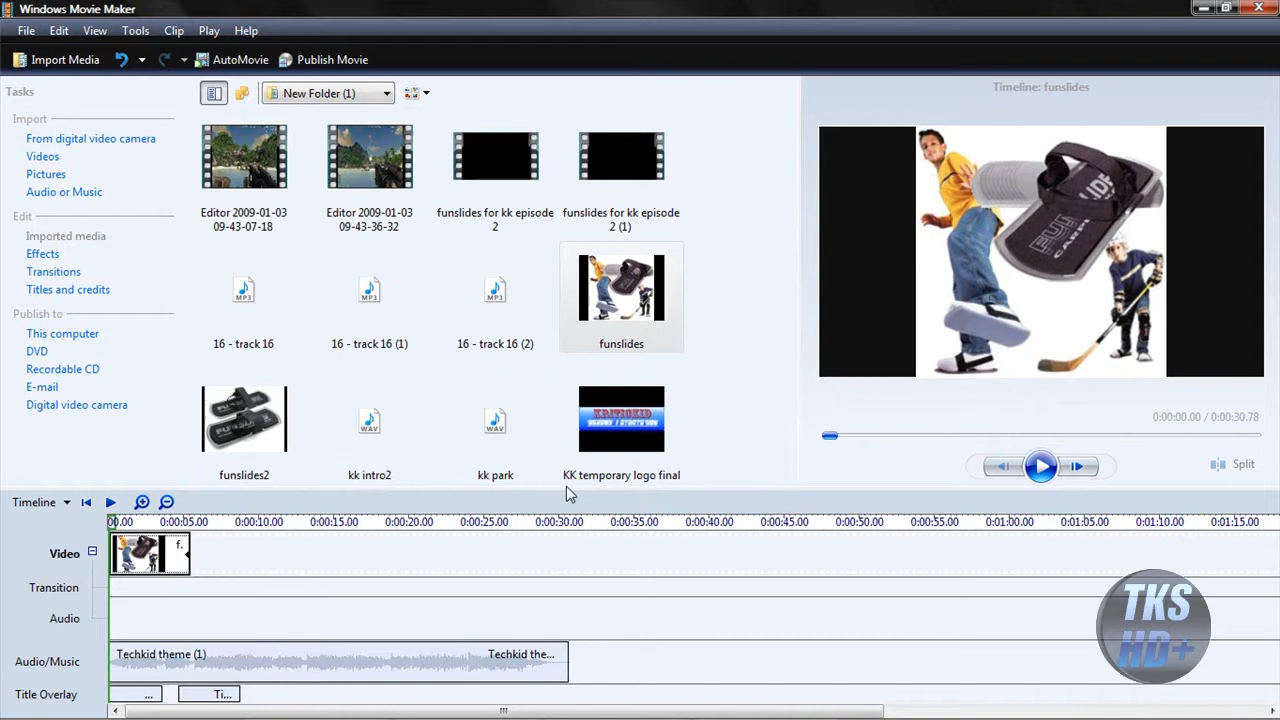 Windows Movie Maker
File Edit View Tools Clip Play Help
Import Media AutoMovie Publish Movie
Tasks
Import
From digital video camera
Videos
Pictures
Audio or Music
Edit
Imported media
Effects
Transitions
Titles and credits
Publish to
This computer
DVD
Recordable CD
E-mail
Digital video camera
New Folder (1)
Editor 2009-01-03
09-43-07-18
Editor 2009-01-03
09-43-36-32
funslides for kk episode
2
funslides for kk episode
2 (1)
MP3
16 - track 16
MP3
16 - track 16 (1)
MP3
16 - track 16 (2)
funslides
funslides2
WAV
kk intro2
WAV
kk park
KRITICKID
KK temporary logo final
Timeline: funslides
0:00:00.00 / 0:00:30.78
Split
Timeline
00.00 0:00:05.00 0:00:10.00 0:00:15.00 0:00:20.00 0:00:25.00 0:00:30.00 0:00:35.00 0:00:40.00 0:00:45.00 0:00:50.00 0:00:55.00 0:01:00.00 0:01:05.00 0:01:10.00 0:01:15.00
Video f.
Transition
Audio
Audio/Music Techkid theme (1) Techkid the...
Title Overlay ... Ti...
TKS
HD+